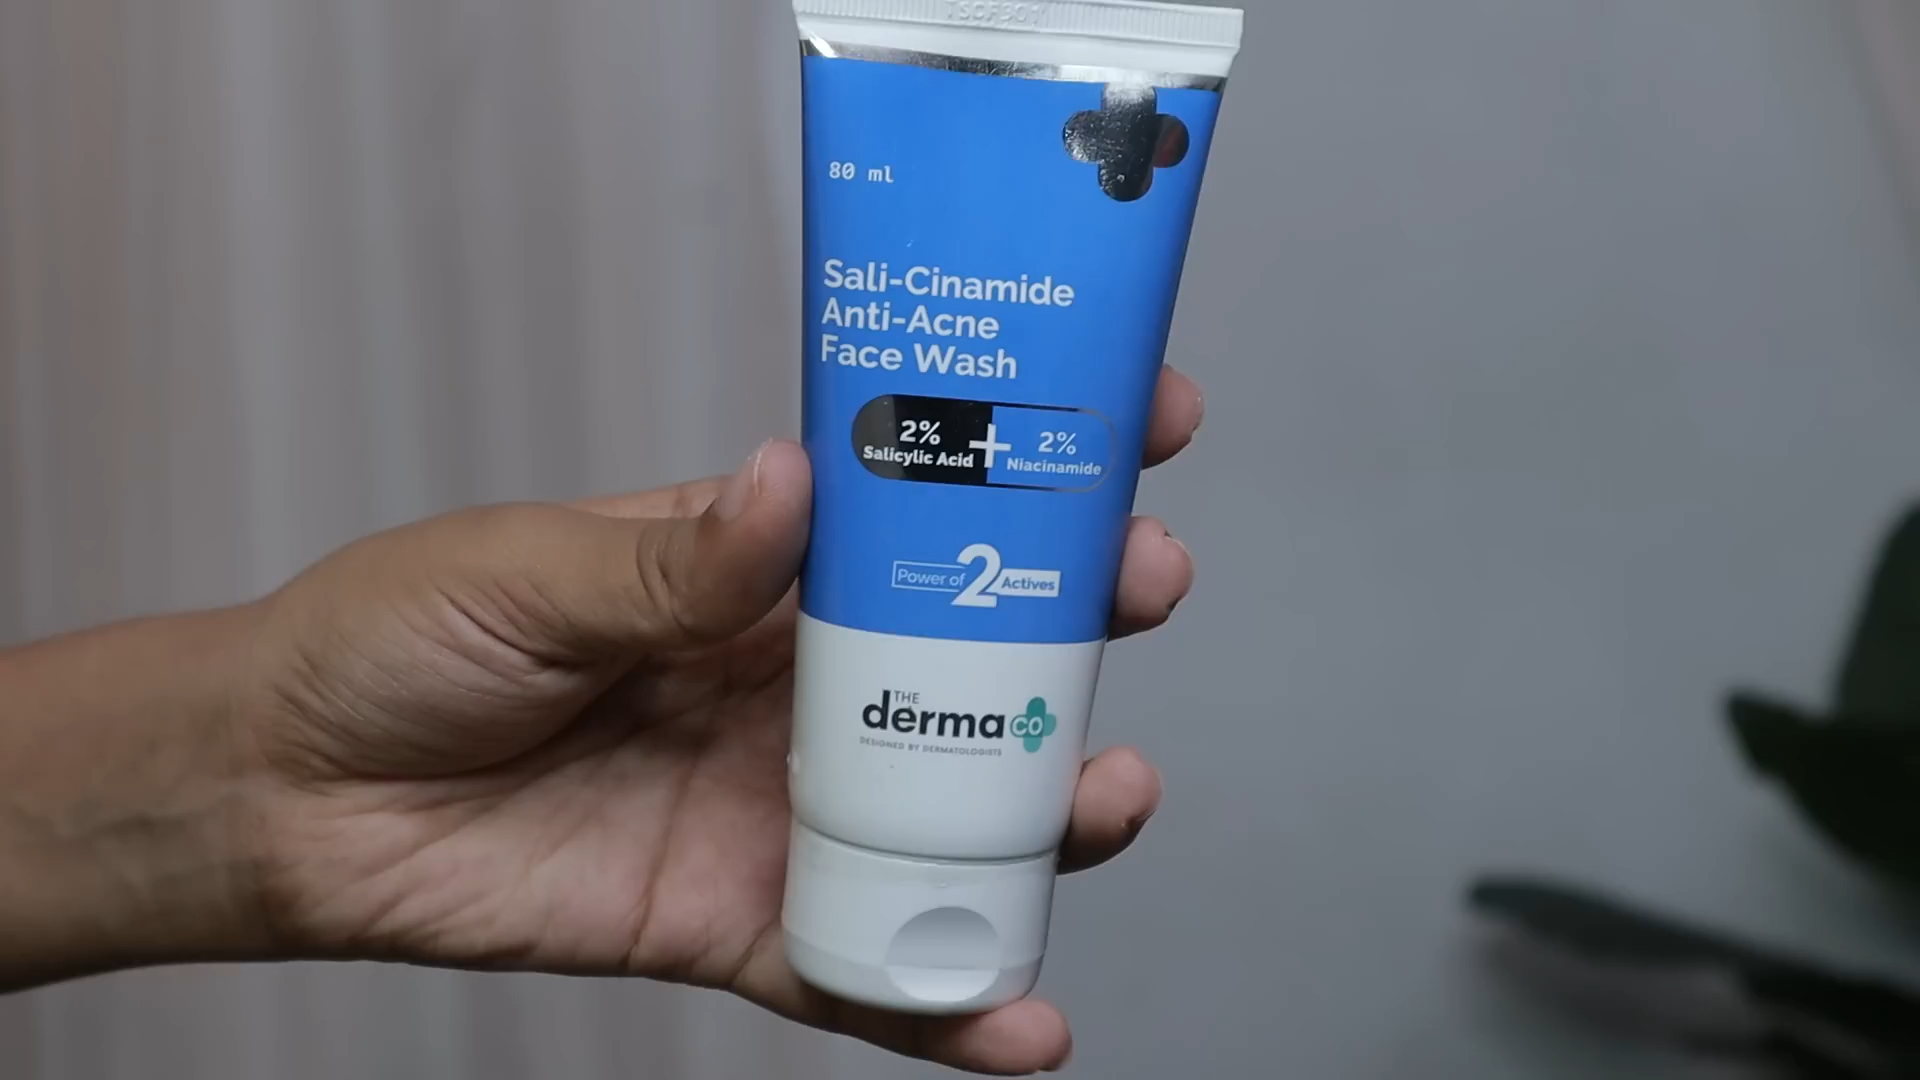 80 ml
Sali-Cinamide
Anti-Acne
Face Wash
2% Salicylic Acid + 2% Niacinamide
Power of 2 Actives
THE
derma co
DESIGNED BY DERMATOLOGISTS